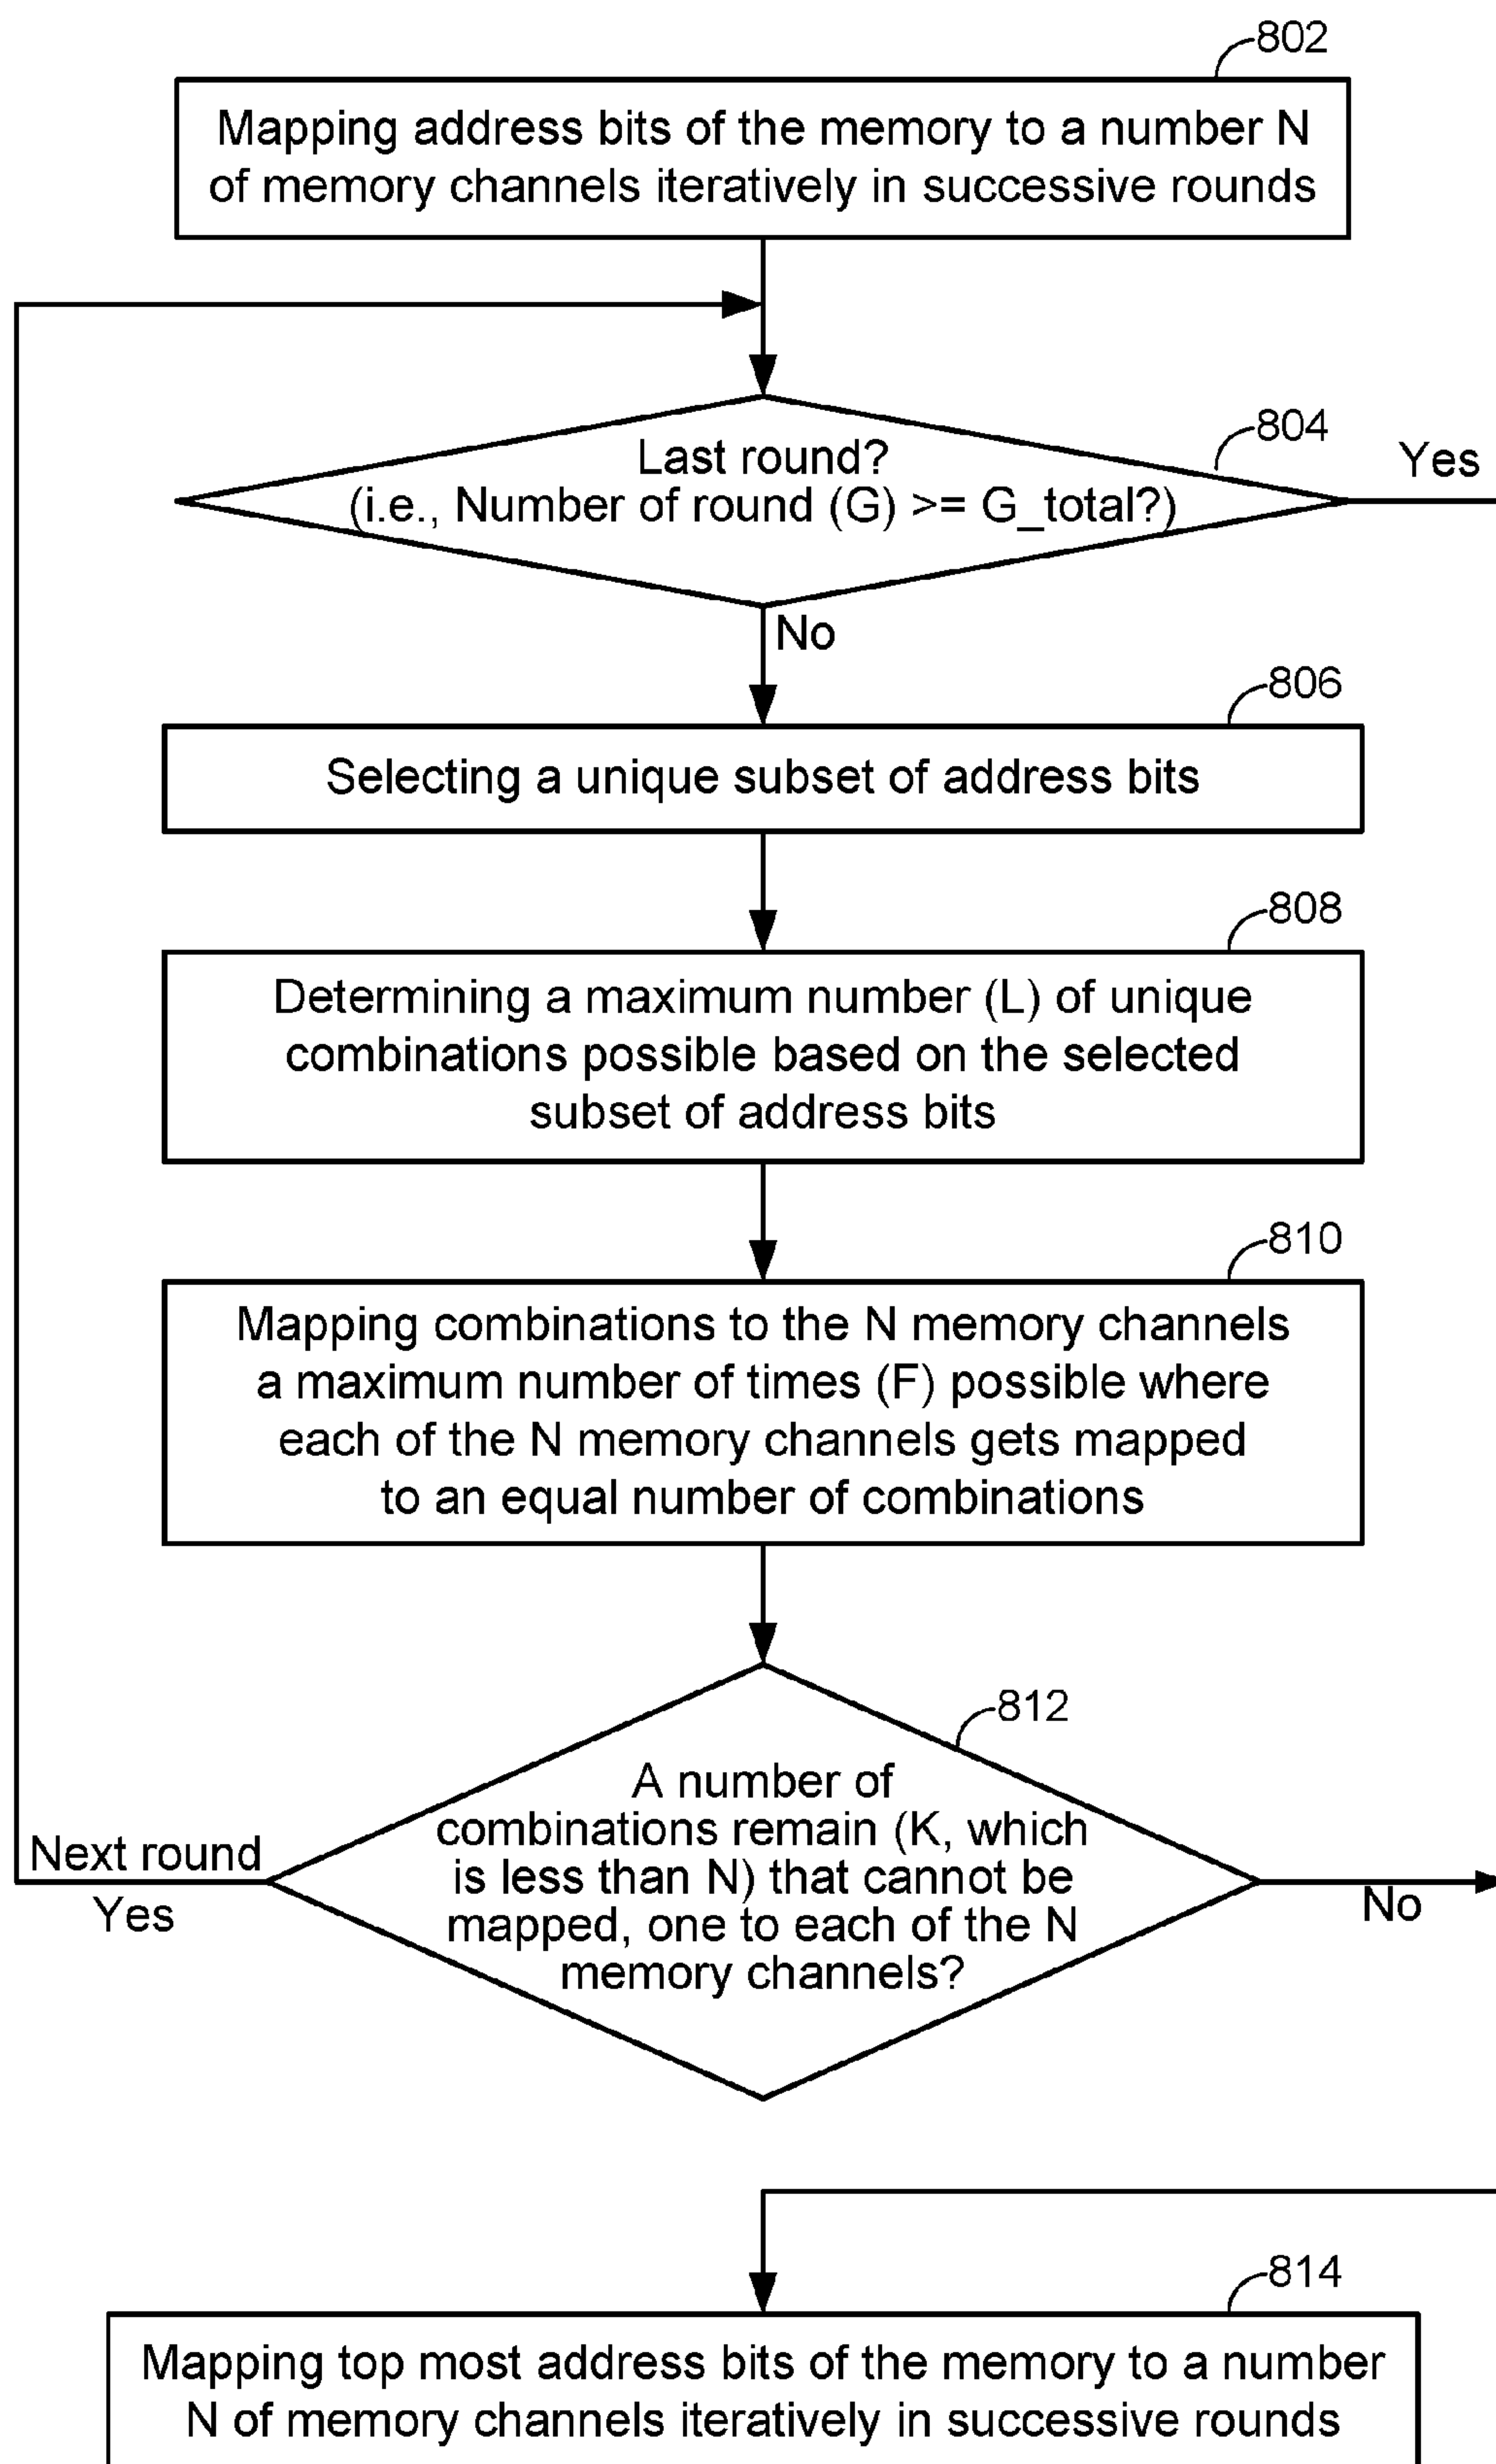 802
Mapping address bits of the memory to a number N
of memory channels iteratively in successive rounds
804
Yes
Last round?
(i.e., Number of round (G) >= G_total?)
No
806
Selecting a unique subset of address bits
808
Determining a maximum number (L) of unique
combinations possible based on the selected
subset of address bits
810
Mapping combinations to the N memory channels
a maximum number of times (F) possible where
each of the N memory channels gets mapped
to an equal number of combinations
812
A number of
combinations remain (K, which
is less than N) that cannot be
mapped, one to each of the N
memory channels?
Next round
Yes
No
814
Mapping top most address bits of the memory to a number
N of memory channels iteratively in successive rounds